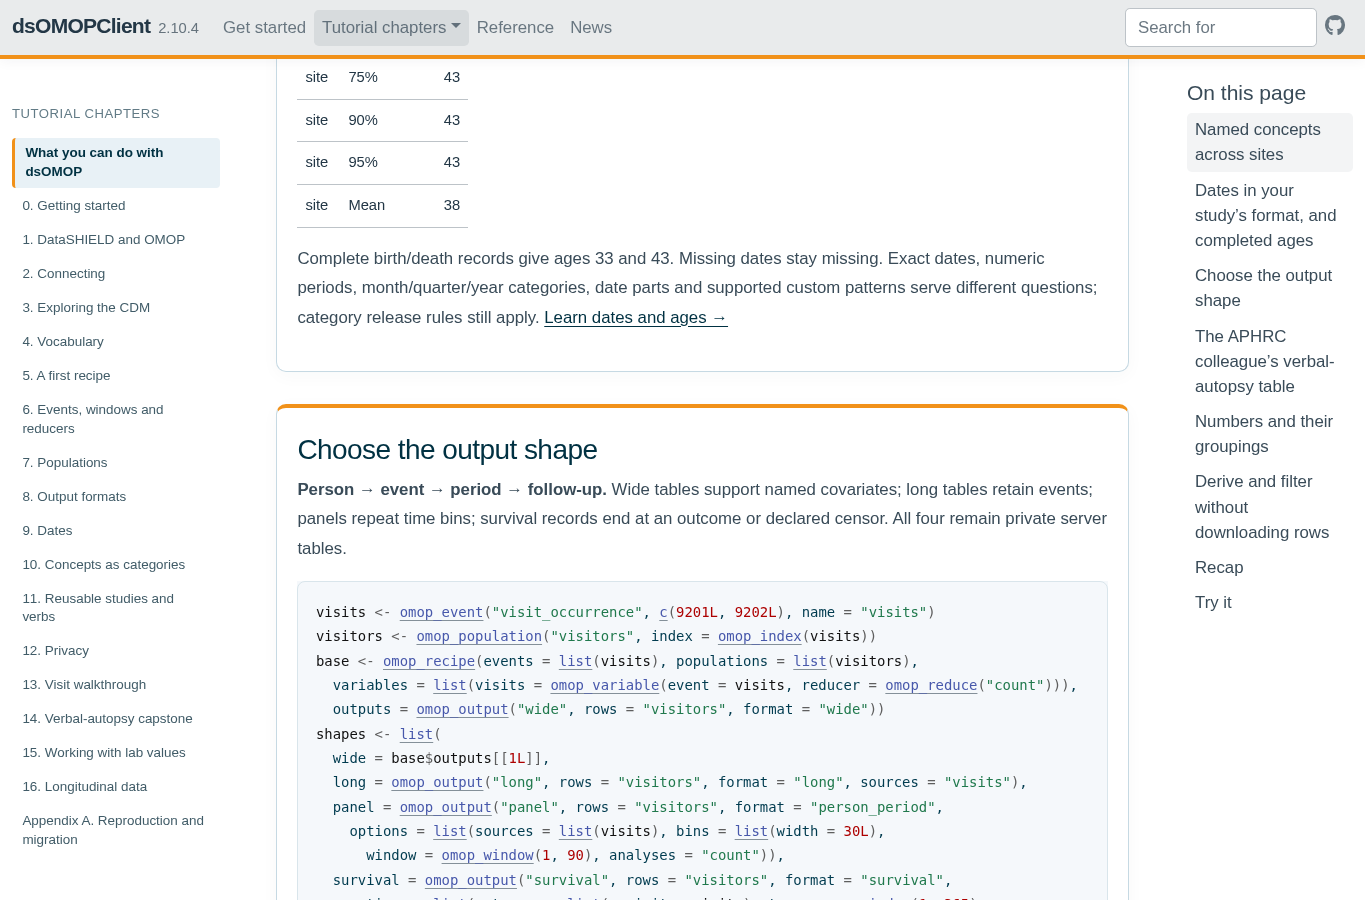 dsOMOPClient 2.10.4 Get started Tutorial chapters Reference News Search for
TUTORIAL CHAPTERS
What you can do with
dsOMOP
0. Getting started
1. DataSHIELD and OMOP
2. Connecting
3. Exploring the CDM
4. Vocabulary
5. A first recipe
6. Events, windows and
reducers
7. Populations
8. Output formats
9. Dates
10. Concepts as categories
11. Reusable studies and
verbs
12. Privacy
13. Visit walkthrough
14. Verbal-autopsy capstone
15. Working with lab values
16. Longitudinal data
Appendix A. Reproduction and
migration
site 75% 43
site 90% 43
site 95% 43
site Mean 38
Complete birth/death records give ages 33 and 43. Missing dates stay missing. Exact dates, numeric
periods, month/quarter/year categories, date parts and supported custom patterns serve different questions;
category release rules still apply. Learn dates and ages →
Choose the output shape
Person → event → period → follow-up. Wide tables support named covariates; long tables retain events;
panels repeat time bins; survival records end at an outcome or declared censor. All four remain private server
tables.
visits <- omop_event("visit_occurrence", c(9201L, 9202L), name = "visits")
visitors <- omop_population("visitors", index = omop_index(visits))
base <- omop_recipe(events = list(visits), populations = list(visitors),
  variables = list(visits = omop_variable(event = visits, reducer = omop_reduce("count"))),
  outputs = omop_output("wide", rows = "visitors", format = "wide"))
shapes <- list(
  wide = base$outputs[[1L]],
  long = omop_output("long", rows = "visitors", format = "long", sources = "visits"),
  panel = omop_output("panel", rows = "visitors", format = "person_period",
    options = list(sources = list(visits), bins = list(width = 30L),
      window = omop_window(1, 90), analyses = "count")),
  survival = omop_output("survival", rows = "visitors", format = "survival",
On this page
Named concepts
across sites
Dates in your
study’s format, and
completed ages
Choose the output
shape
The APHRC
colleague’s verbal-
autopsy table
Numbers and their
groupings
Derive and filter
without
downloading rows
Recap
Try it